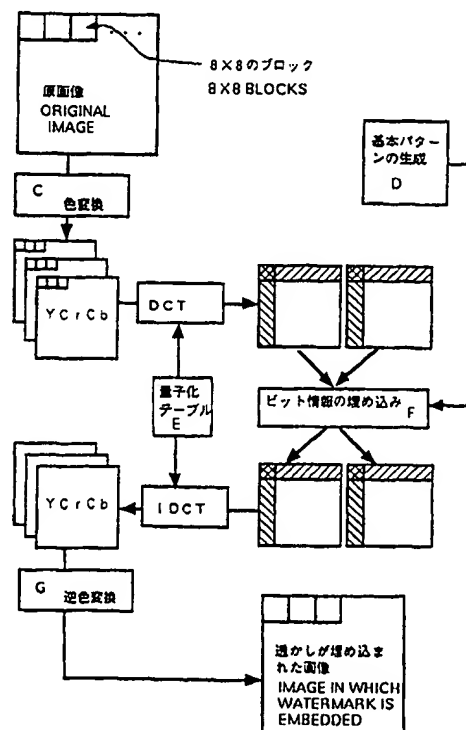 8×8のブロック
8×8 BLOCKS
原画像
ORIGINAL
IMAGE
基本パター
ンの生成
D
C
色変換
YCrCb
DCT
量子化
テーブル
E
ビット情報の埋め込み F
YCrCb
IDCT
G 逆色変換
透かしが埋め込ま
れた画像
IMAGE IN WHICH
WATERMARK IS
EMBEDDED